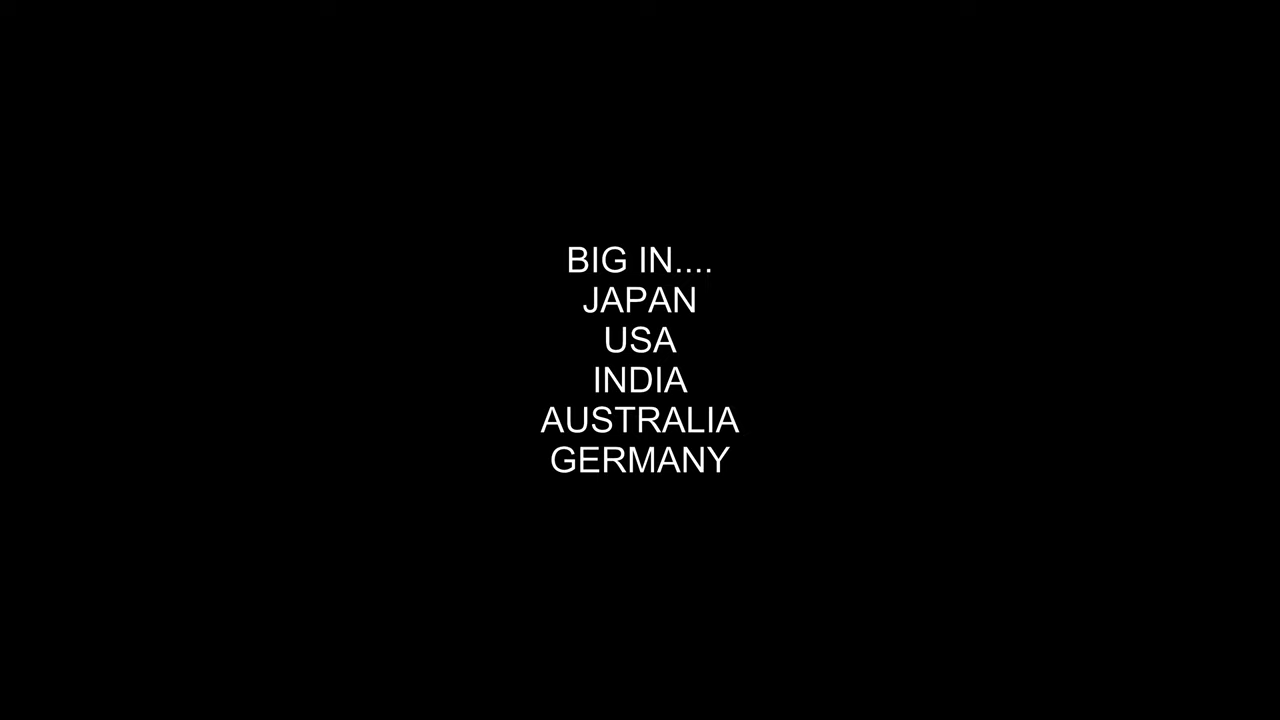 BIG IN....
JAPAN
USA
INDIA
AUSTRALIA
GERMANY